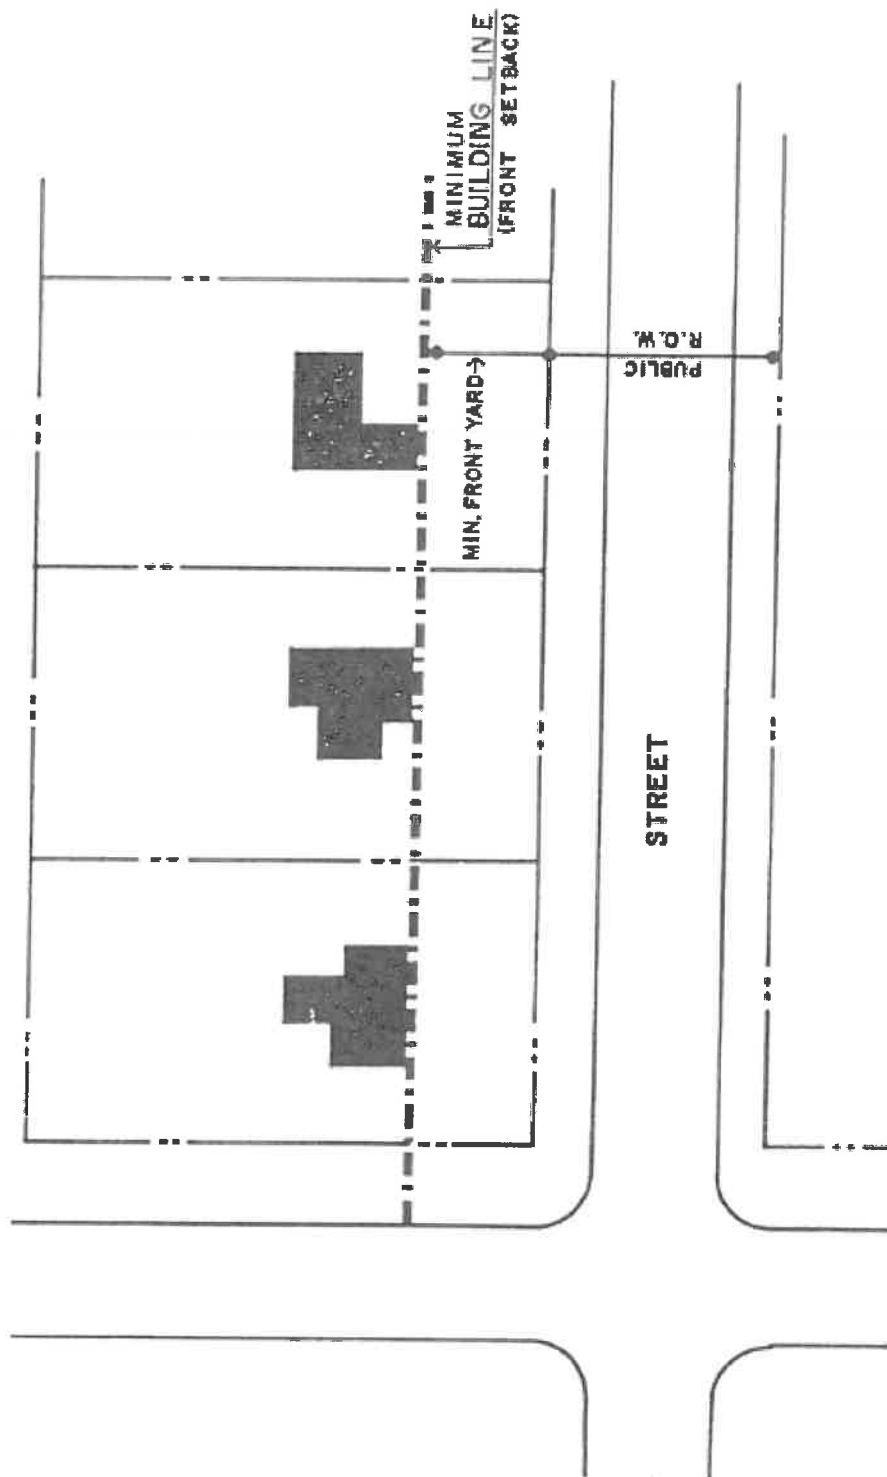 MINIMUM
BUILDING LINE
(FRONT SETBACK)
MIN. FRONT YARD→
PUBLIC
R.O.W.
STREET